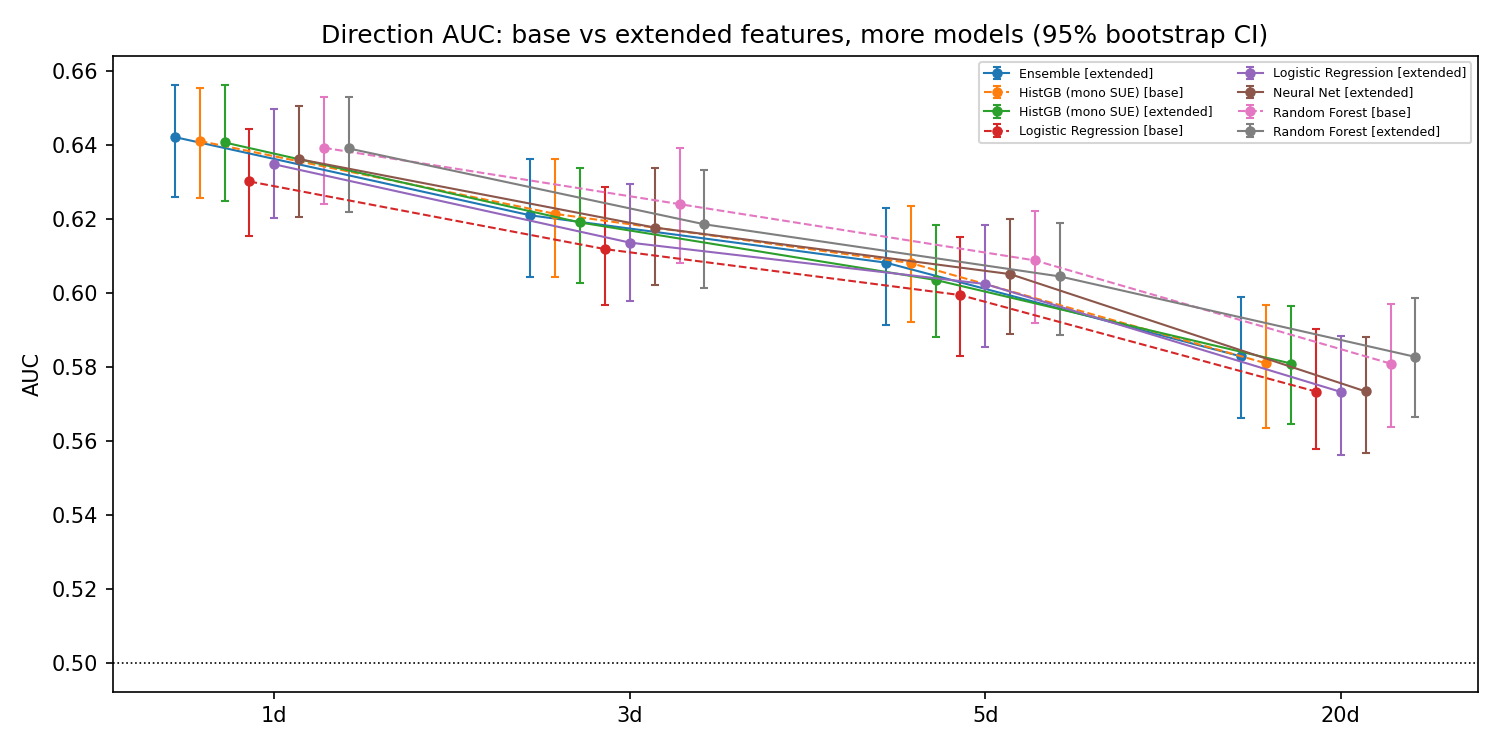 Direction AUC: base vs extended features, more models (95% bootstrap CI)
Ensemble [extended]
HistGB (mono SUE) [base]
HistGB (mono SUE) [extended]
Logistic Regression [base]
Logistic Regression [extended]
Neural Net [extended]
Random Forest [base]
Random Forest [extended]
AUC
0.66
0.64
0.62
0.60
0.58
0.56
0.54
0.52
0.50
1d
3d
5d
20d